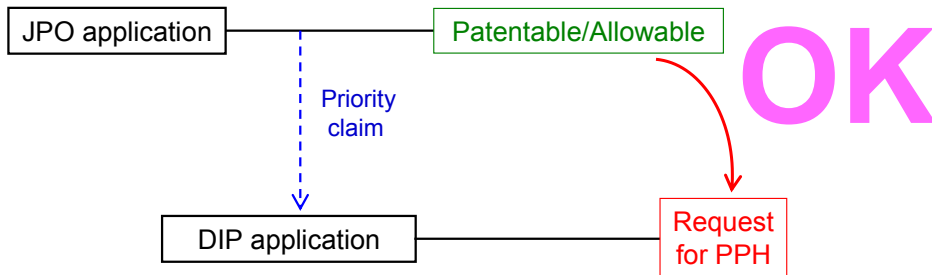 JPO application
Patentable/Allowable
OK
Priority
claim
DIP application
Request
for PPH